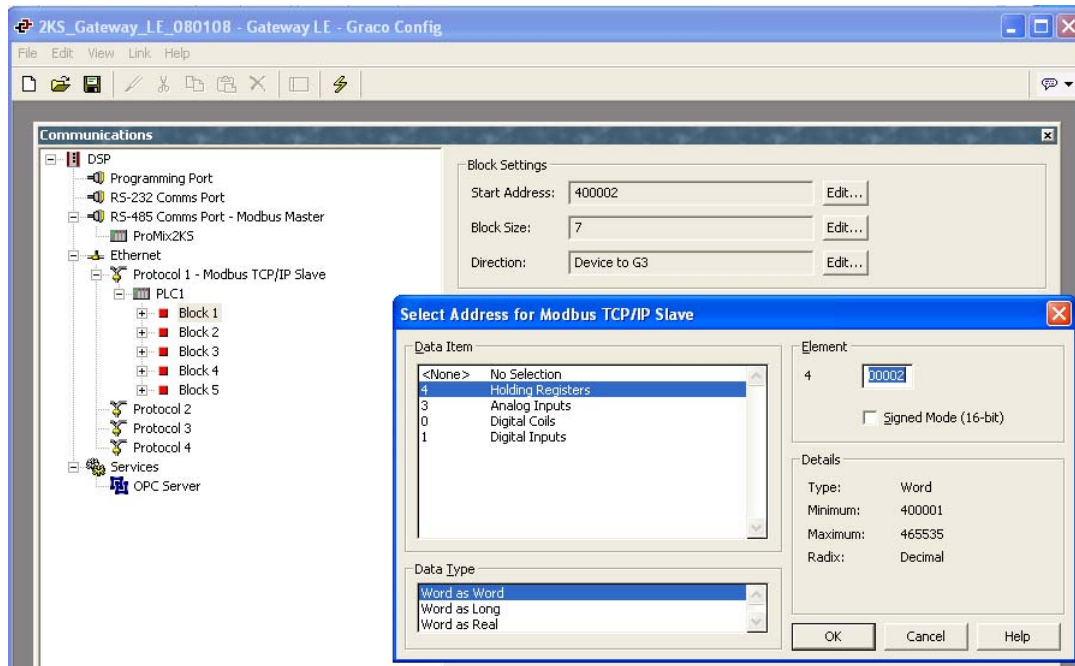 2KS_Gateway_LE_080108 - Gateway LE - Graco Config
File Edit View Link Help
Communications
DSP
Programming Port
RS-232 Comms Port
RS-485 Comms Port - Modbus Master
ProMix2KS
Ethernet
Protocol 1 - Modbus TCP/IP Slave
PLC1
Block 1
Block 2
Block 3
Block 4
Block 5
Protocol 2
Protocol 3
Protocol 4
Services
OPC Server
Block Settings
Start Address: 400002 Edit...
Block Size: 7 Edit...
Direction: Device to G3 Edit...
Select Address for Modbus TCP/IP Slave
Data Item
<None> No Selection
4 Holding Registers
3 Analog Inputs
0 Digital Coils
1 Digital Inputs
Data Type
Word as Word
Word as Long
Word as Real
Element
4 00002
Signed Mode (16-bit)
Details
Type: Word
Minimum: 400001
Maximum: 465535
Radix: Decimal
OK Cancel Help